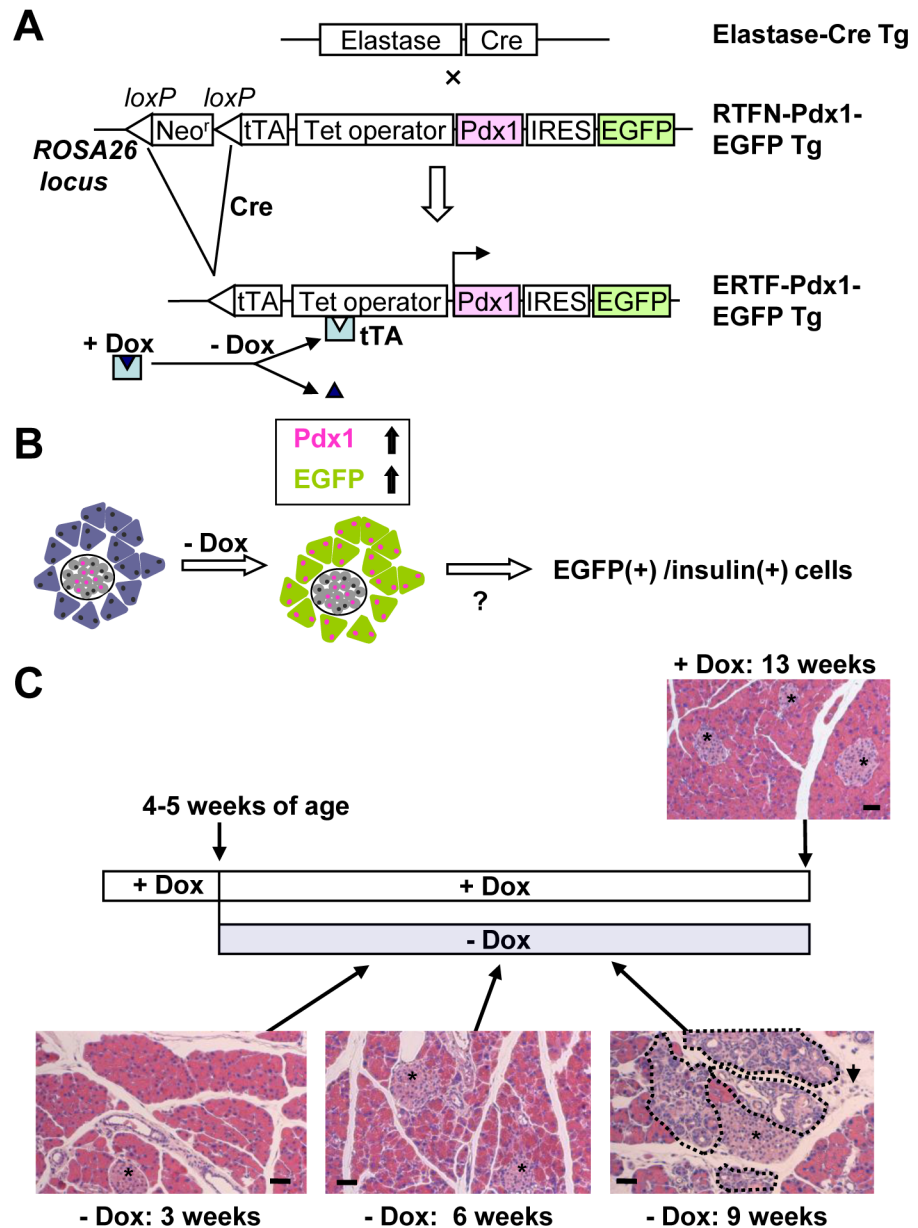 A
Elastase Cre
Elastase-Cre Tg
×
loxP loxP
Neoʳ tTA Tet operator Pdx1 IRES EGFP
RTFN-Pdx1-
EGFP Tg
ROSA26
locus
Cre
tTA Tet operator Pdx1 IRES EGFP
ERTF-Pdx1-
EGFP Tg
+ Dox
- Dox
tTA
B
Pdx1
EGFP
- Dox
?
EGFP(+) /insulin(+) cells
C
+ Dox: 13 weeks
* * *
4-5 weeks of age
+ Dox + Dox
- Dox
* * * *
- Dox: 3 weeks - Dox: 6 weeks - Dox: 9 weeks